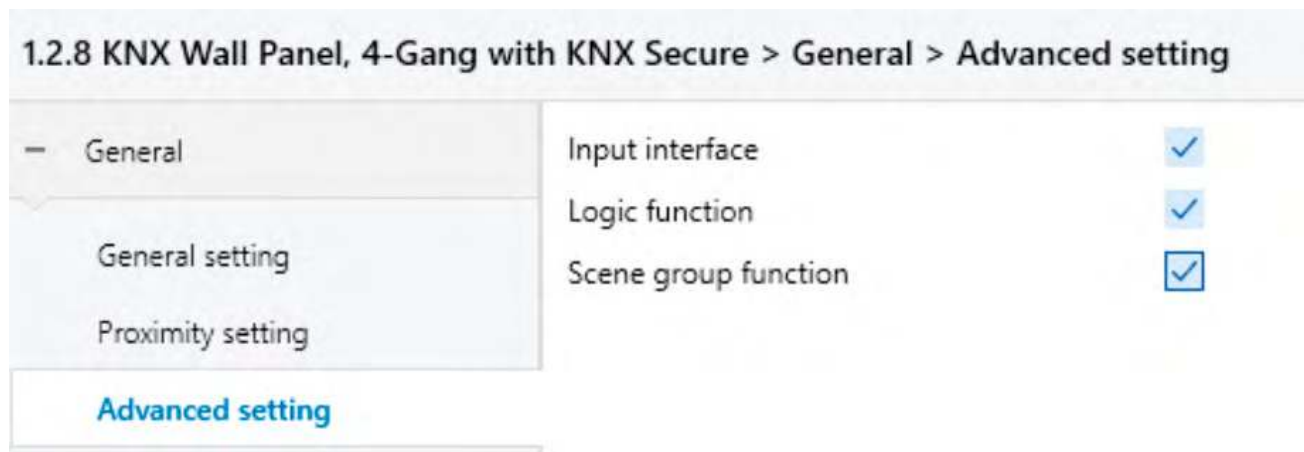 1.2.8 KNX Wall Panel, 4-Gang with KNX Secure > General > Advanced setting
General
General setting
Proximity setting
Advanced setting
Input interface
Logic function
Scene group function